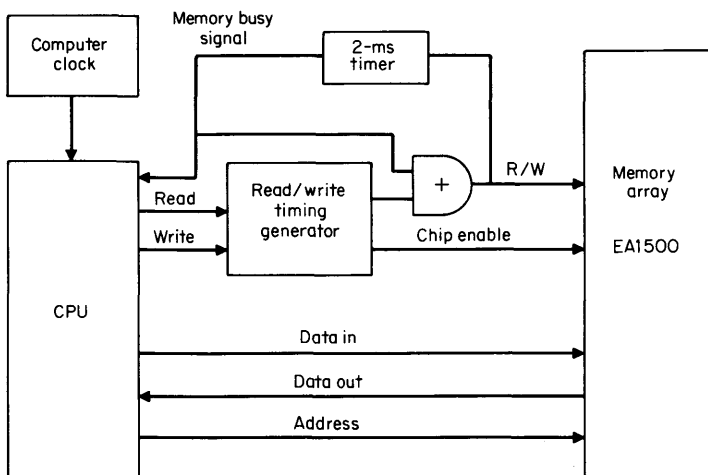 Computer
clock
Memory busy
signal
2-ms
timer
Read
Write
Read/write
timing
generator
+
R/W
Chip enable
Memory
array
EA1500
CPU
Data in
Data out
Address